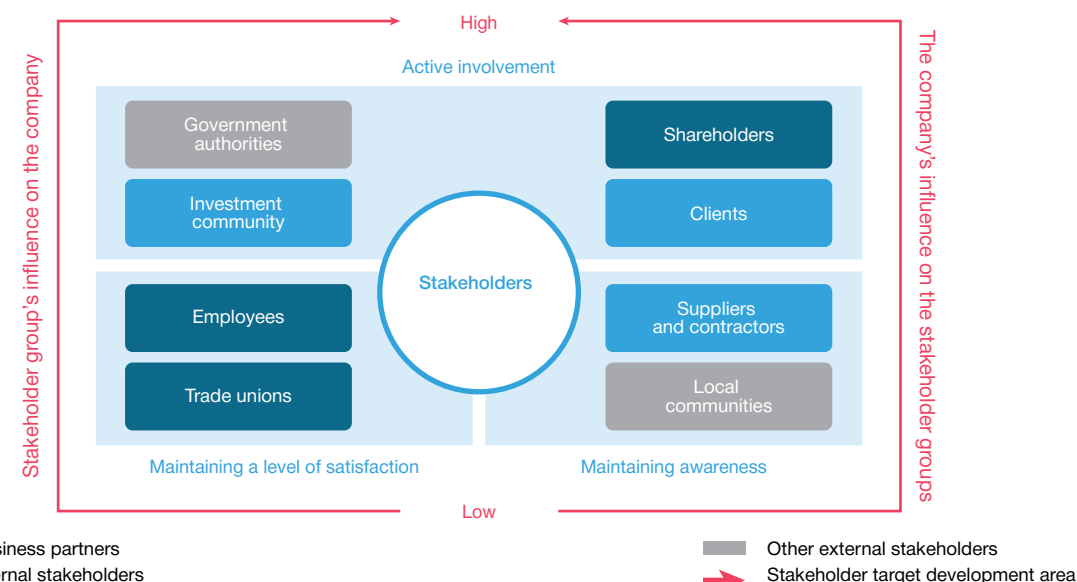 High
Active involvement
Stakeholder group's influence on the company
The company's influence on the stakeholder groups
Government
authorities
Shareholders
Investment
community
Clients
Stakeholders
Employees
Suppliers
and contractors
Trade unions
Local
communities
Maintaining a level of satisfaction
Maintaining awareness
Low
partners
Other external stakeholders
stakeholders
Stakeholder target development area